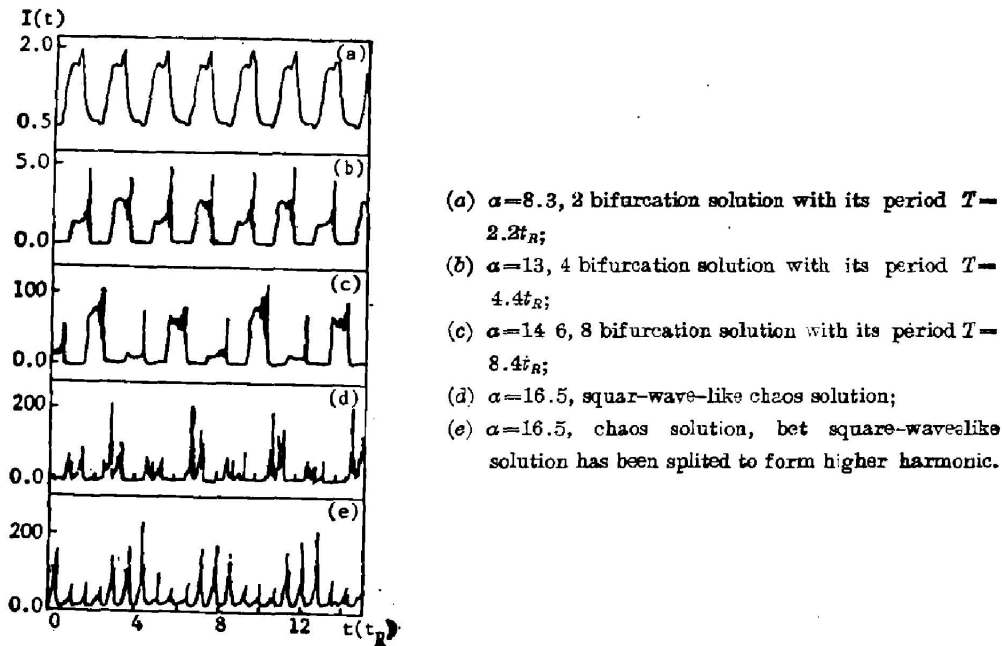 I(t)
2.0
0.5
(a)
5.0
0.0
(b)
100
0.0
(c)
200
0.0
(d)
200
0.0
(e)
0 4 8 12 t(t_R)
(a) α=8.3, 2 bifurcation solution with its period T=
2.2t_R;
(b) α=13, 4 bifurcation solution with its period T=
4.4t_R;
(c) α=14 6, 8 bifurcation solution with its period T=
8.4t_R;
(d) α=16.5, squar-wave-like chaos solution;
(e) α=16.5, chaos solution, bet square-wavealike
solution has been splited to form higher harmonic.